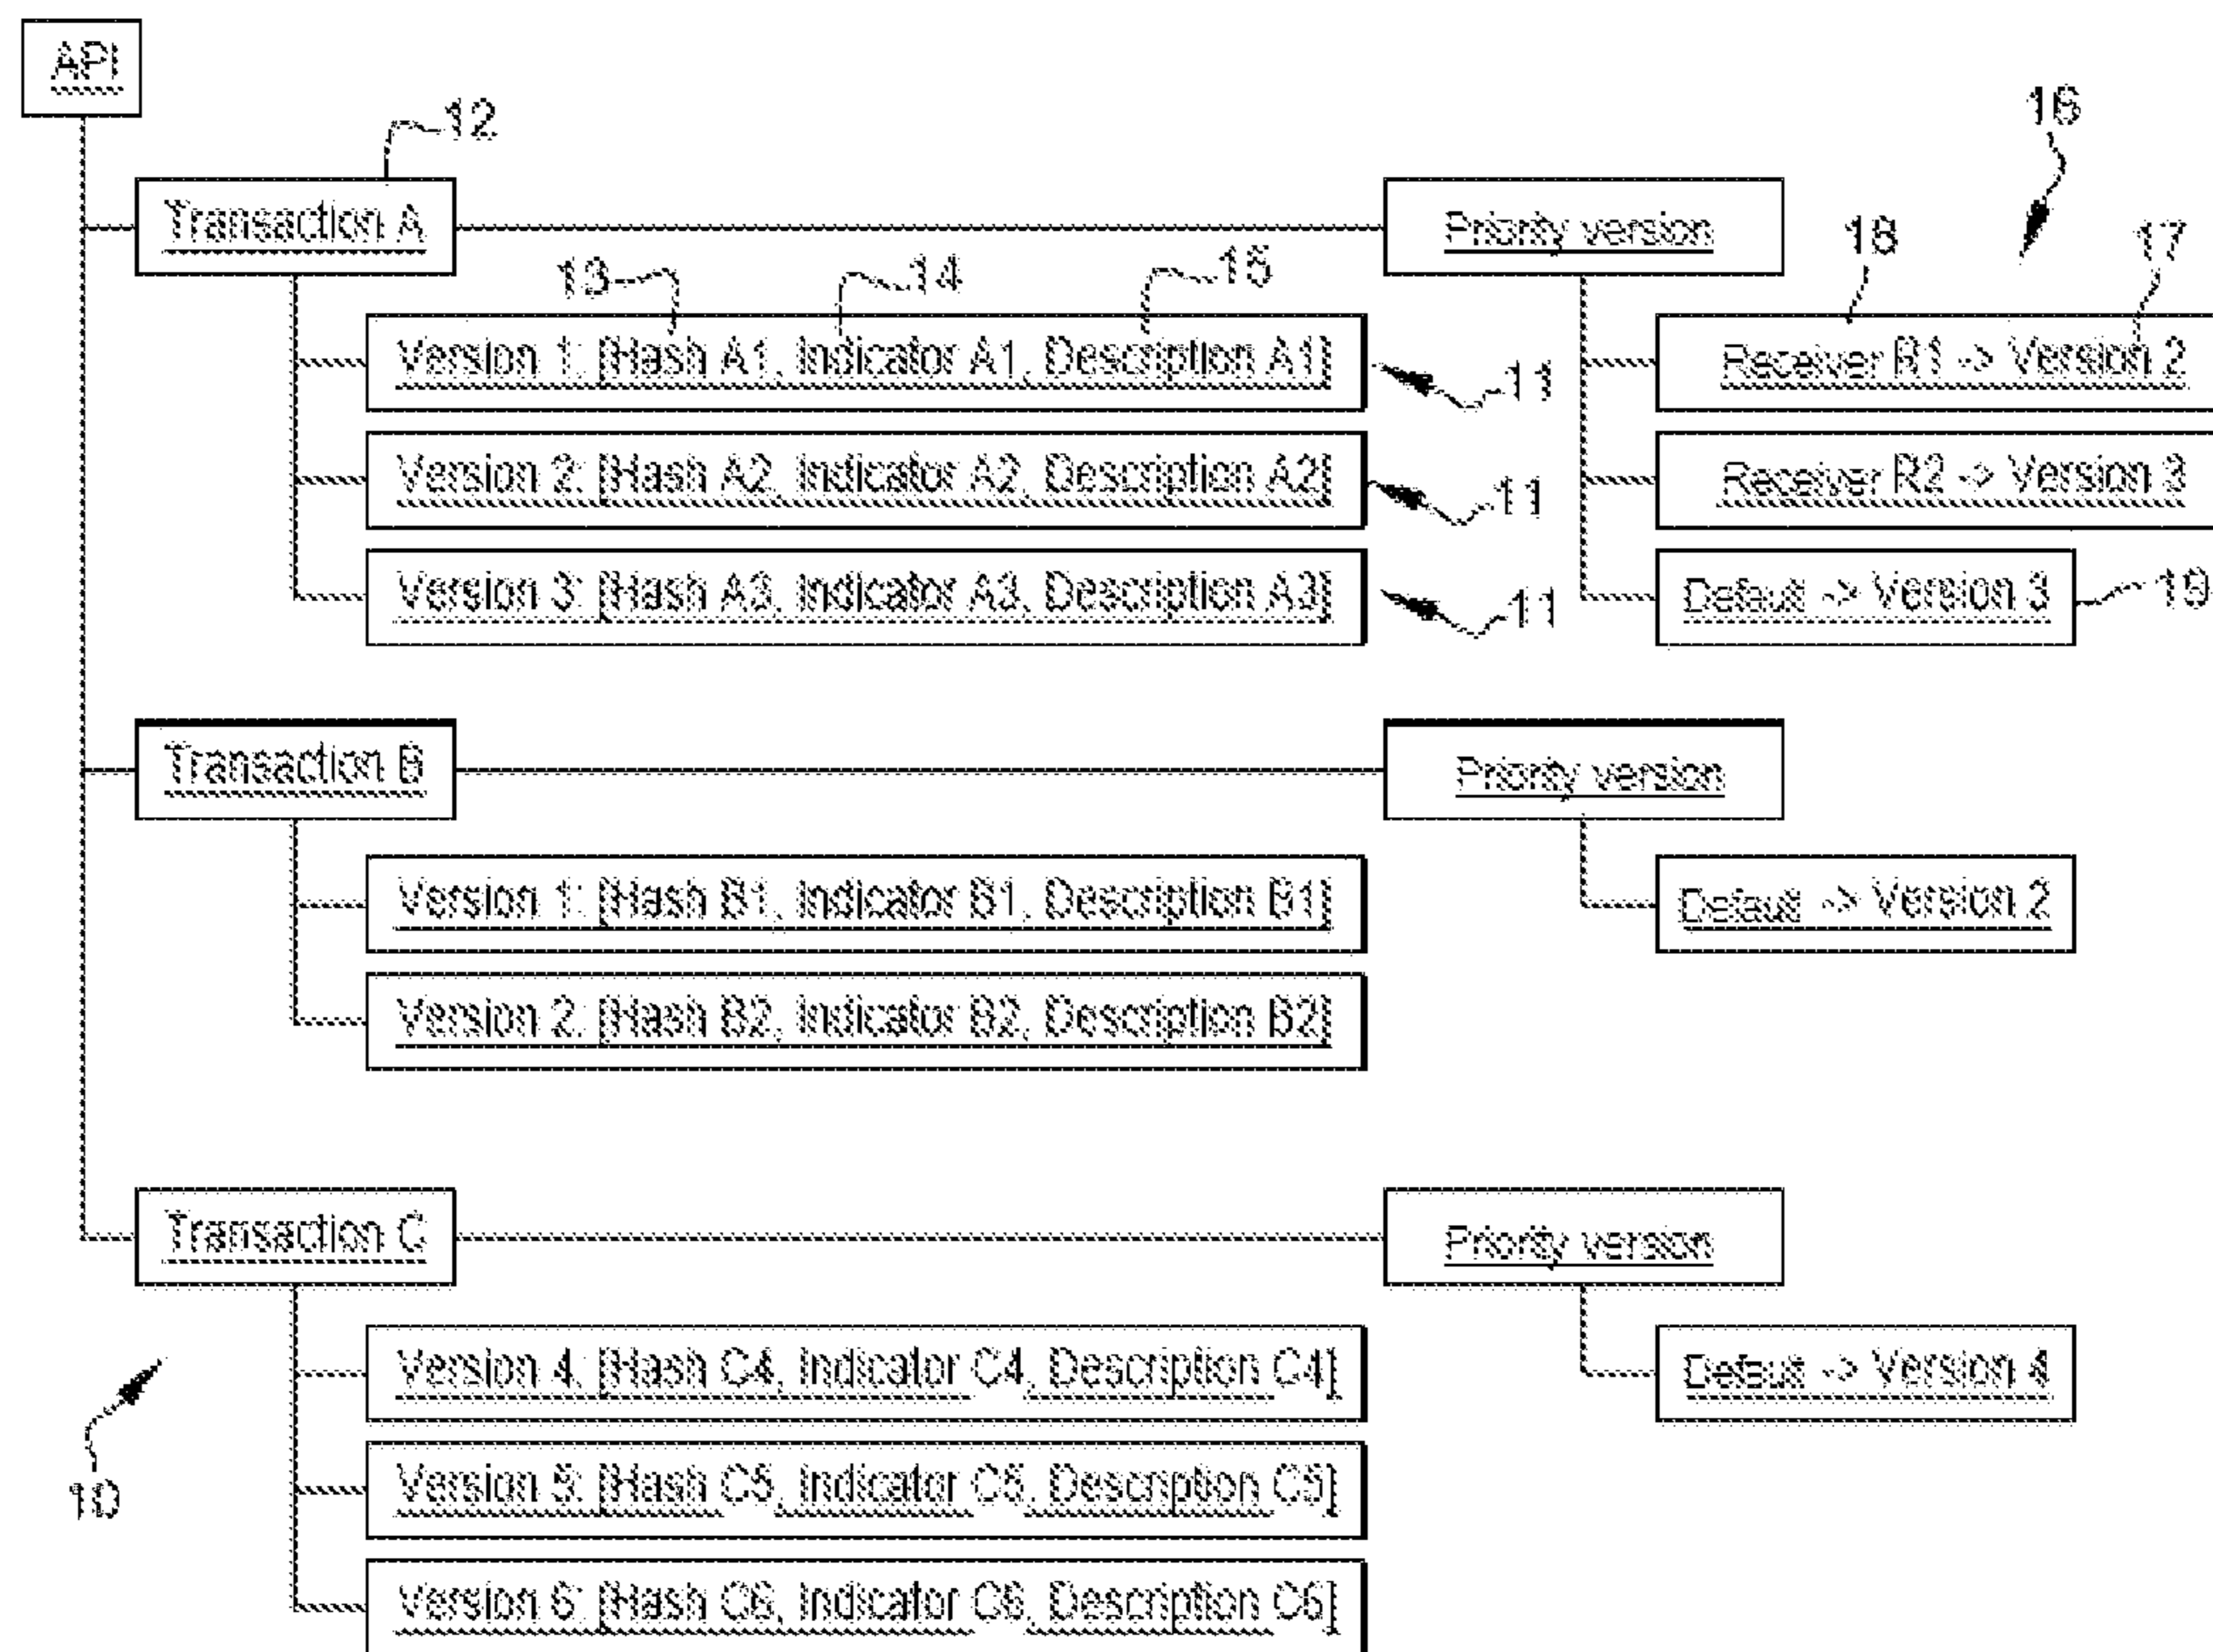 API
12
16
Transaction A
Priority version
13
14
15
18
17
Version 1: [Hash A1, Indicator A1, Description A1]
11
Receiver R1 -> Version 2
Version 2: [Hash A2, Indicator A2, Description A2]
11
Receiver R2 -> Version 3
Version 3: [Hash A3, Indicator A3, Description A3]
11
Default -> Version 3
19
Transaction B
Priority version
Version 1: [Hash B1, Indicator B1, Description B1]
Default -> Version 2
Version 2: [Hash B2, Indicator B2, Description B2]
Transaction C
Priority version
Version 4: [Hash C4, Indicator C4, Description C4]
Default -> Version 4
10
Version 5: [Hash C5, Indicator C5, Description C5]
Version 6: [Hash C6, Indicator C6, Description C6]